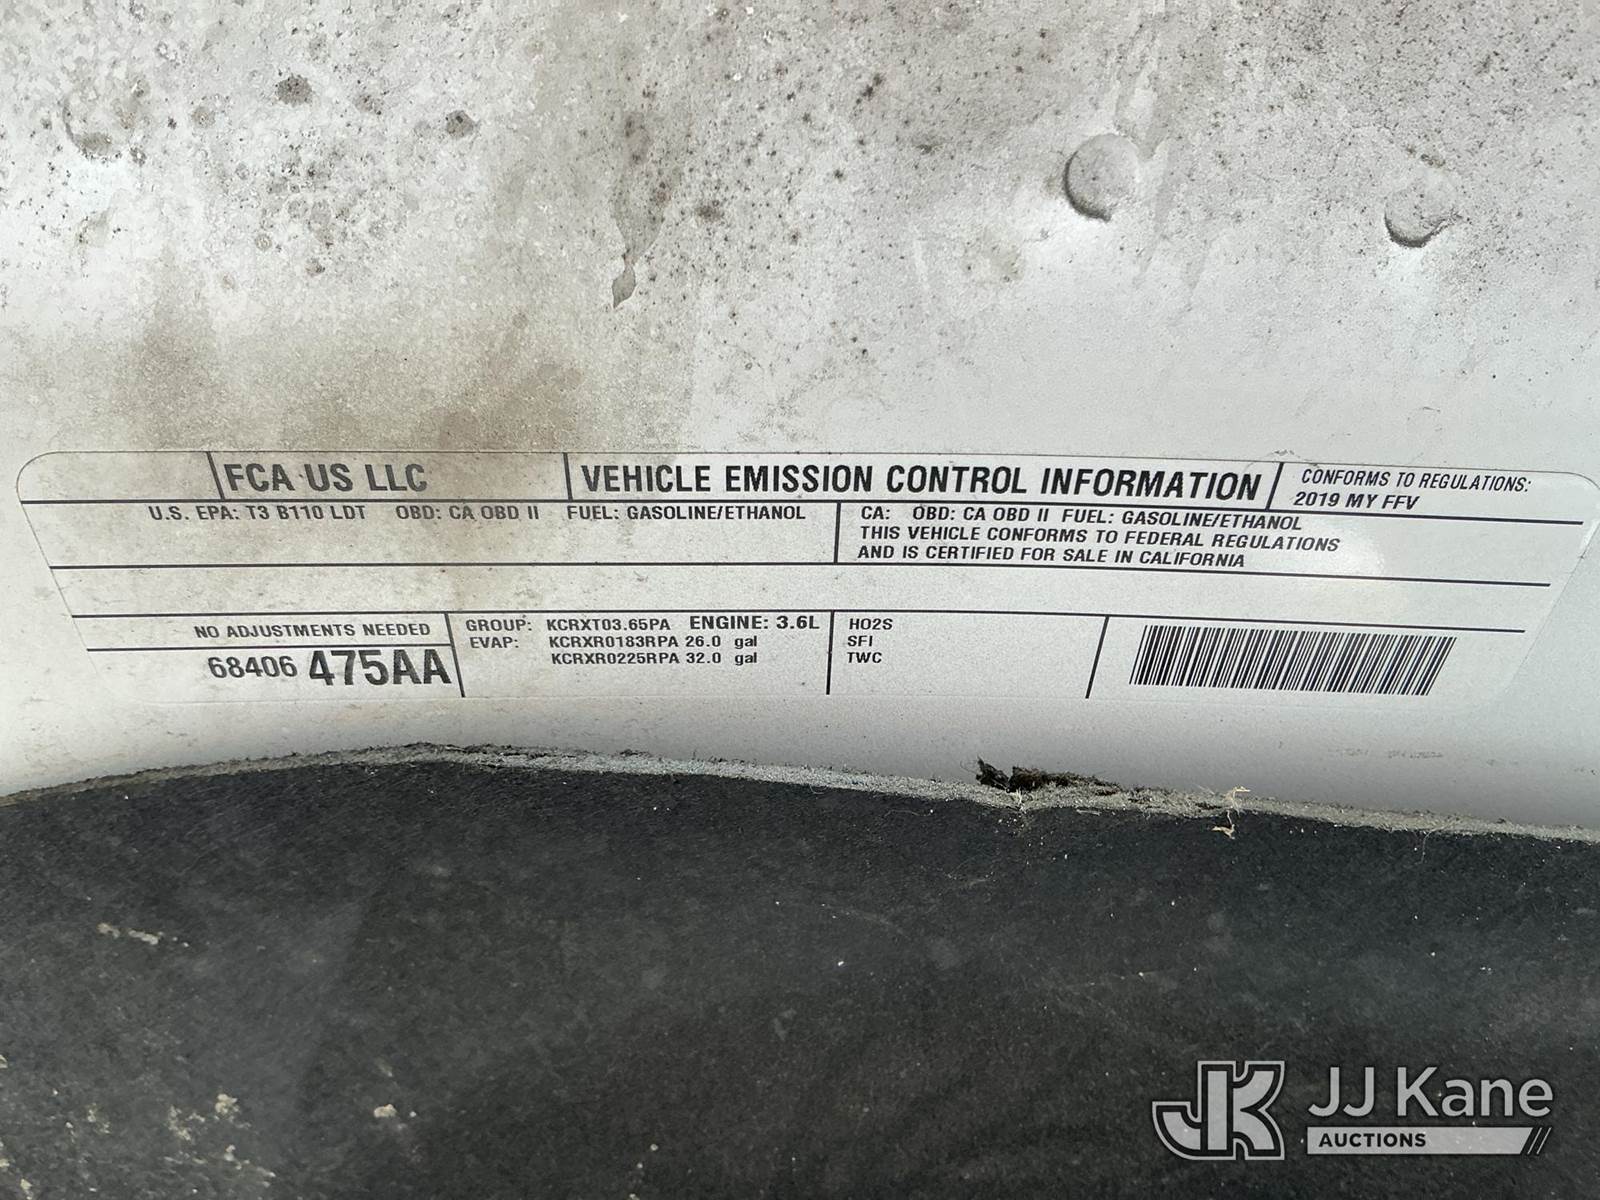 FCA US LLC VEHICLE EMISSION CONTROL INFORMATION CONFORMS TO REGULATIONS:
2019 MY FFV
U.S. EPA: T3 B110 LDT OBD: CA OBD II FUEL: GASOLINE/ETHANOL
CA: OBD: CA OBD II FUEL: GASOLINE/ETHANOL
THIS VEHICLE CONFORMS TO FEDERAL REGULATIONS
AND IS CERTIFIED FOR SALE IN CALIFORNIA
NO ADJUSTMENTS NEEDED
68406 475AA
GROUP: KCRXT03.65PA ENGINE: 3.6L
EVAP: KCRXR0183RPA 26.0 gal
KCRXR0225RPA 32.0 gal
HO2S
SFI
TWC
JK JJ Kane
AUCTIONS